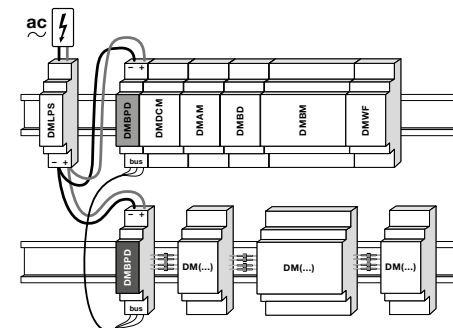 ac
− +
DMLPS
DMBPD
DMDCM
DMAM
DMBD
DMBM
DMWF
− +
bus
− +
DMBPD
DM(...)
DM(...)
DM(...)
bus